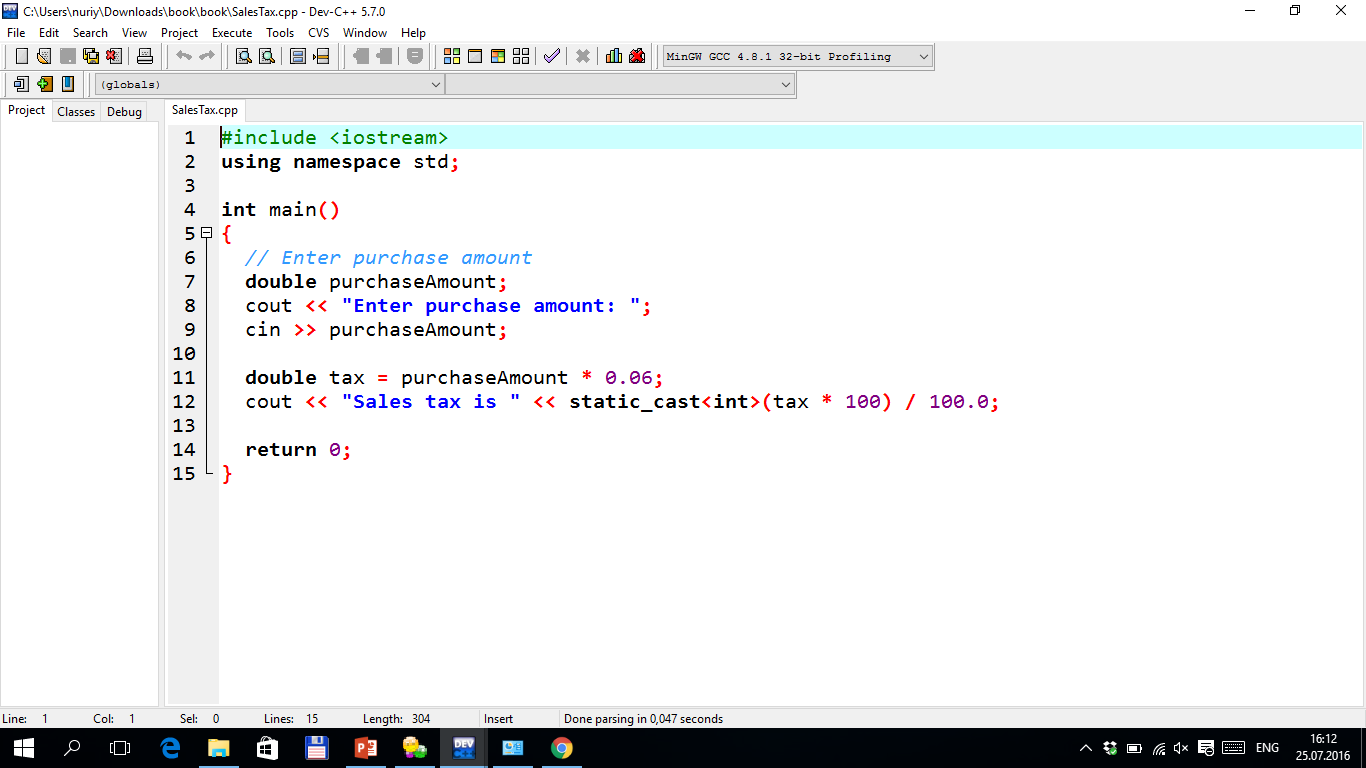 C:\Users\nuriy\Downloads\book\book\SalesTax.cpp - Dev-C++ 5.7.0
File Edit Search View Project Execute Tools CVS Window Help
MinGW GCC 4.8.1 32-bit Profiling
(globals)
Project Classes Debug SalesTax.cpp
1 #include <iostream>
2 using namespace std;
3
4 int main()
5 {
6 // Enter purchase amount
7 double purchaseAmount;
8 cout << "Enter purchase amount: ";
9 cin >> purchaseAmount;
10
11 double tax = purchaseAmount * 0.06;
12 cout << "Sales tax is " << static_cast<int>(tax * 100) / 100.0;
13
14 return 0;
15 }
Line: 1 Col: 1 Sel: 0 Lines: 15 Length: 304 Insert Done parsing in 0,047 seconds
DEV ENG 16:12
25.07.2016